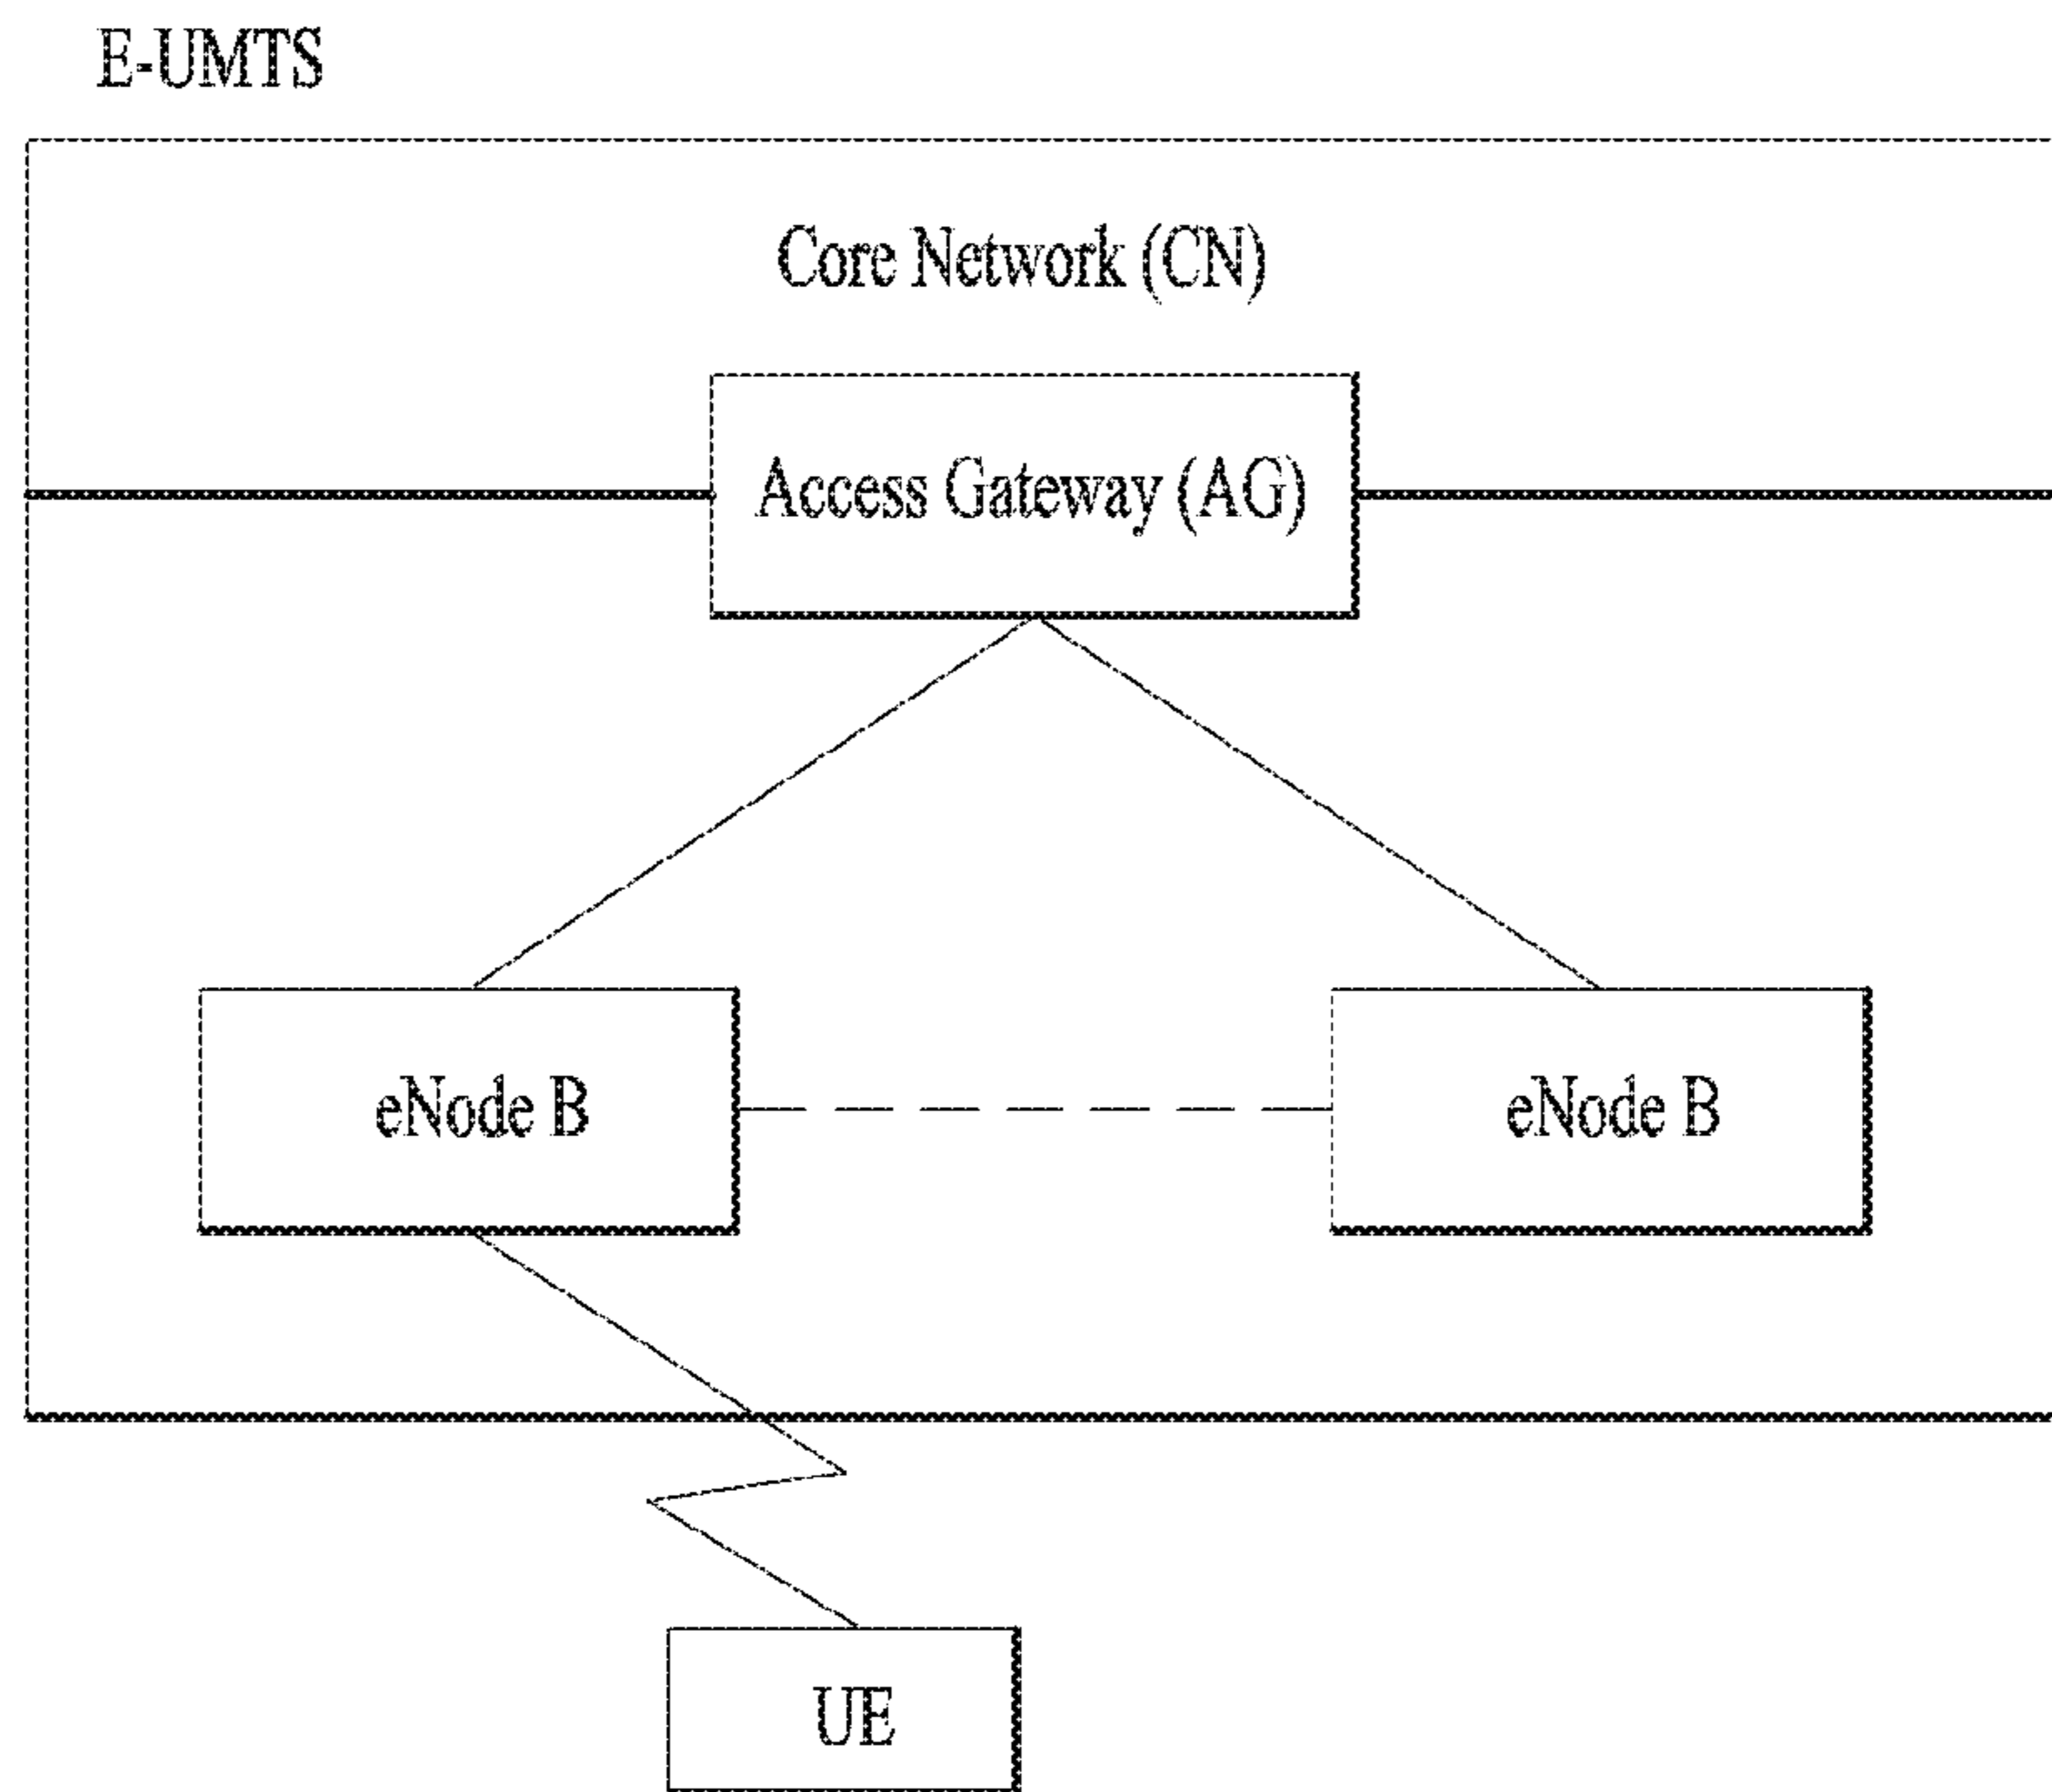 E-UMTS
Core Network (CN)
Access Gateway (AG)
eNode B
eNode B
UE